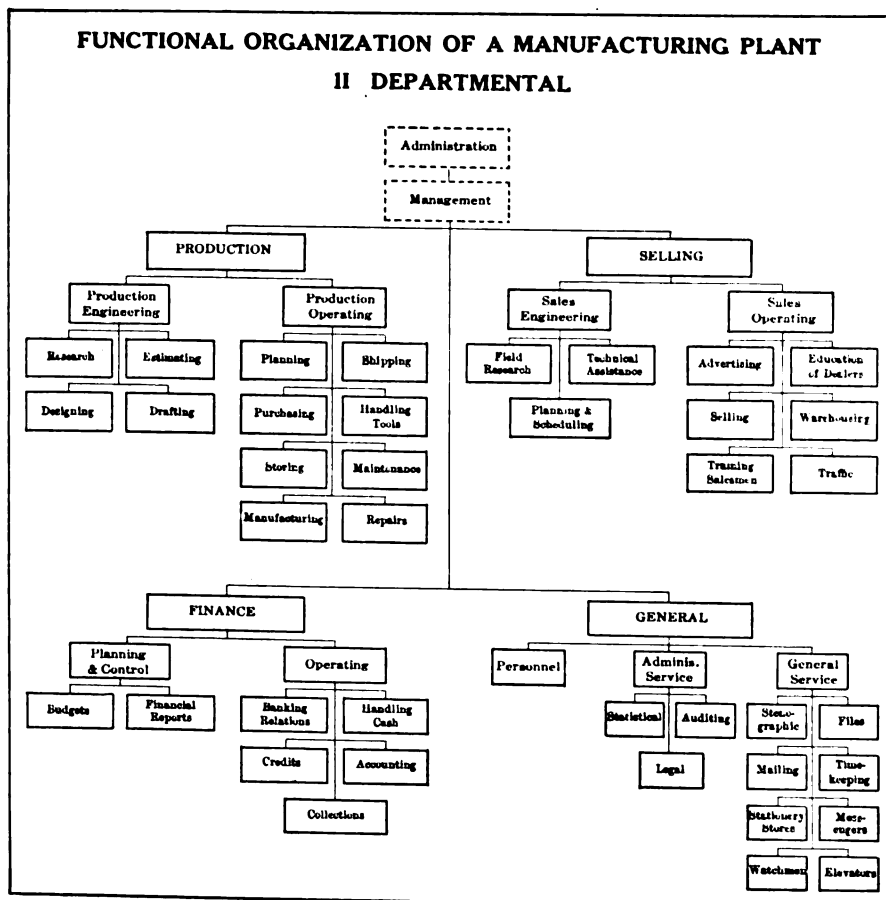 FUNCTIONAL ORGANIZATION OF A MANUFACTURING PLANT
II DEPARTMENTAL
Administration
Management
PRODUCTION
SELLING
Production
Engineering
Production
Operating
Sales
Engineering
Sales
Operating
Research
Estimating
Designing
Drafting
Planning
Shipping
Purchasing
Handling
Tools
Storing
Maintenance
Manufacturing
Repairs
Field
Research
Technical
Assistance
Planning &
Scheduling
Advertising
Education
of Dealers
Selling
Warehousing
Training
Salesmen
Traffic
FINANCE
GENERAL
Planning
& Control
Operating
Personnel
Adminis.
Service
General
Service
Budgets
Financial
Reports
Banking
Relations
Handling
Cash
Credits
Accounting
Collections
Statistical
Auditing
Legal
Steno-
graphic
Files
Mailing
Time-
keeping
Stationery
Stores
Mess-
engers
Watchmen
Elevators